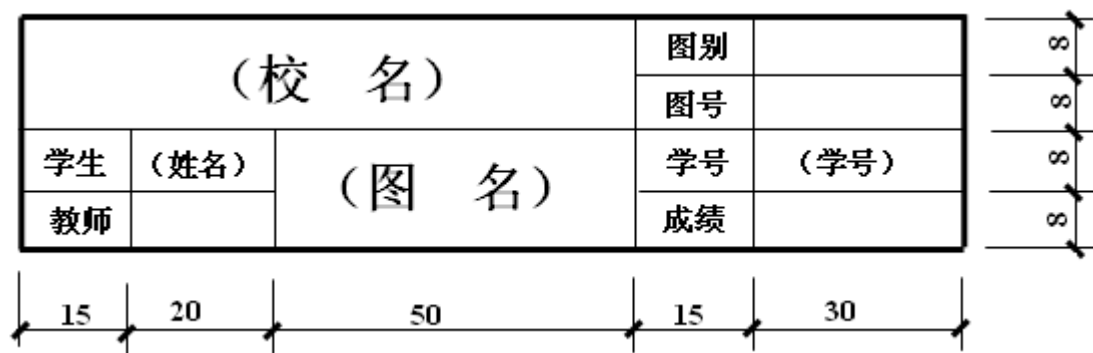 （校 名）
图别
图号
学生 （姓名） （图 名） 学号 （学号）
教师 成绩
8
8
8
8
15 20 50 15 30